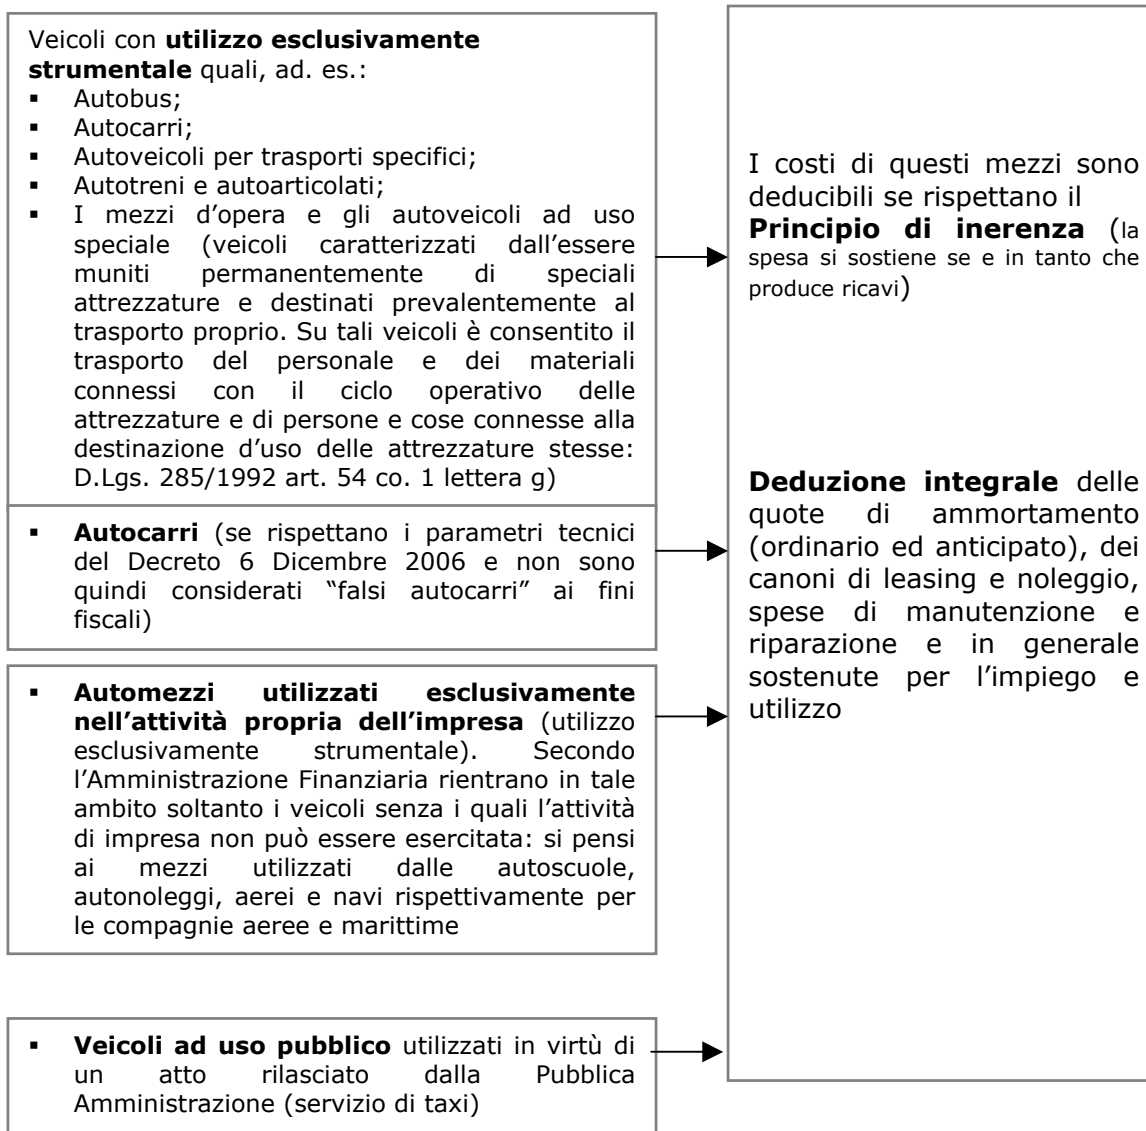 Veicoli con utilizzo esclusivamente
strumentale quali, ad. es.:
▪ Autobus;
▪ Autocarri;
▪ Autoveicoli per trasporti specifici;
▪ Autotreni e autoarticolati;
▪ I mezzi d’opera e gli autoveicoli ad uso
speciale (veicoli caratterizzati dall’essere
muniti permanentemente di speciali
attrezzature e destinati prevalentemente al
trasporto proprio. Su tali veicoli è consentito il
trasporto del personale e dei materiali
connessi con il ciclo operativo delle
attrezzature e di persone e cose connesse alla
destinazione d’uso delle attrezzature stesse:
D.Lgs. 285/1992 art. 54 co. 1 lettera g)
▪ Autocarri (se rispettano i parametri tecnici
del Decreto 6 Dicembre 2006 e non sono
quindi considerati “falsi autocarri” ai fini
fiscali)
▪ Automezzi utilizzati esclusivamente
nell’attività propria dell’impresa (utilizzo
esclusivamente strumentale). Secondo
l’Amministrazione Finanziaria rientrano in tale
ambito soltanto i veicoli senza i quali l’attività
di impresa non può essere esercitata: si pensi
ai mezzi utilizzati dalle autoscuole,
autonoleggi, aerei e navi rispettivamente per
le compagnie aeree e marittime
▪ Veicoli ad uso pubblico utilizzati in virtù di
un atto rilasciato dalla Pubblica
Amministrazione (servizio di taxi)
I costi di questi mezzi sono
deducibili se rispettano il
Principio di inerenza (la
spesa si sostiene se e in tanto che
produce ricavi)
Deduzione integrale delle
quote di ammortamento
(ordinario ed anticipato), dei
canoni di leasing e noleggio,
spese di manutenzione e
riparazione e in generale
sostenute per l’impiego e
utilizzo